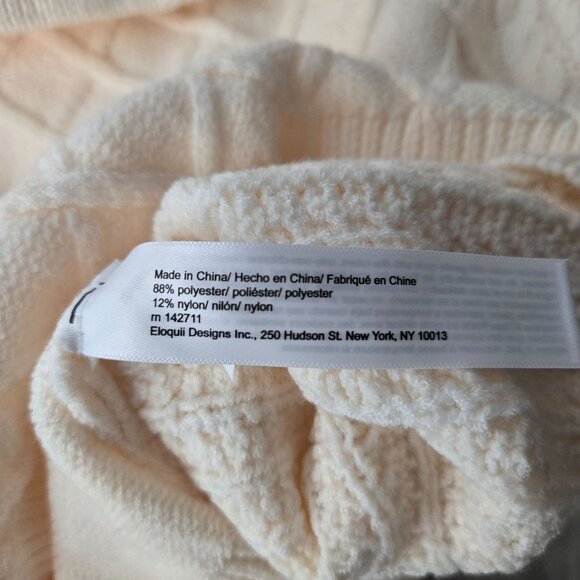 Made in China/ Hecho en China/ Fabriqué en Chine
88% polyester/ poliéster/ polyester
12% nylon/ nilón/ nylon
rn 142711
Eloquii Designs Inc., 250 Hudson St. New York, NY 10013